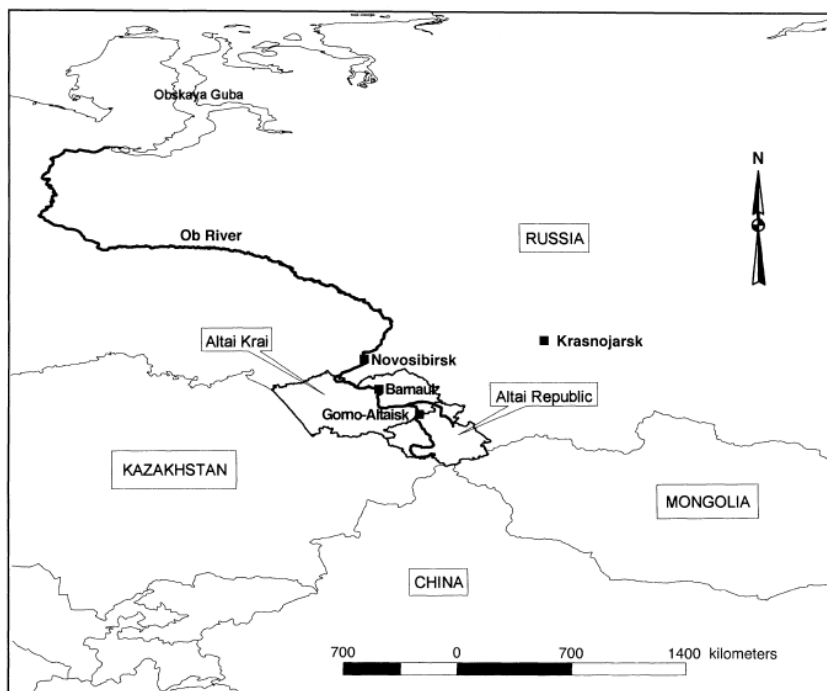 Obskaya Guba
N
Ob River
RUSSIA
Altai Krai
Krasnojarsk
Novosibirsk
Barnaul
Altai Republic
Gorno-Altaisk
KAZAKHSTAN
MONGOLIA
CHINA
700 0 700 1400 kilometers